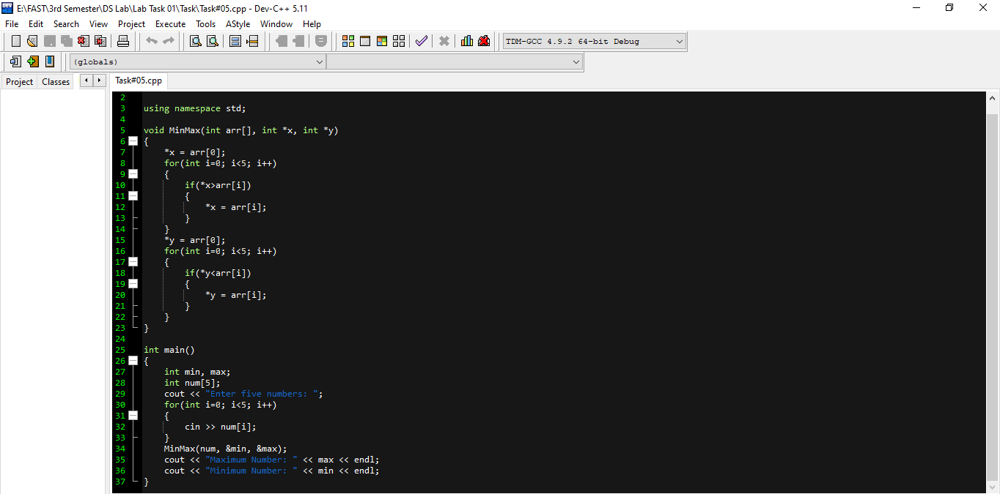 E:\FAST\3rd Semester\DS Lab\Lab Task 01\Task\Task#05.cpp - Dev-C++ 5.11
File Edit Search View Project Execute Tools AStyle Window Help
TDM-GCC 4.9.2 64-bit Debug
(globals)
Project Classes Task#05.cpp
2
3 using namespace std;
4
5 void MinMax(int arr[], int *x, int *y)
6 {
7 *x = arr[0];
8 for(int i=0; i<5; i++)
9 {
10 if(*x>arr[i])
11 {
12 *x = arr[i];
13 }
14 }
15 *y = arr[0];
16 for(int i=0; i<5; i++)
17 {
18 if(*y<arr[i])
19 {
20 *y = arr[i];
21 }
22 }
23 }
24
25 int main()
26 {
27 int min, max;
28 int num[5];
29 cout << "Enter five numbers: ";
30 for(int i=0; i<5; i++)
31 {
32 cin >> num[i];
33 }
34 MinMax(num, &min, &max);
35 cout << "Maximum Number: " << max << endl;
36 cout << "Minimum Number: " << min << endl;
37 }